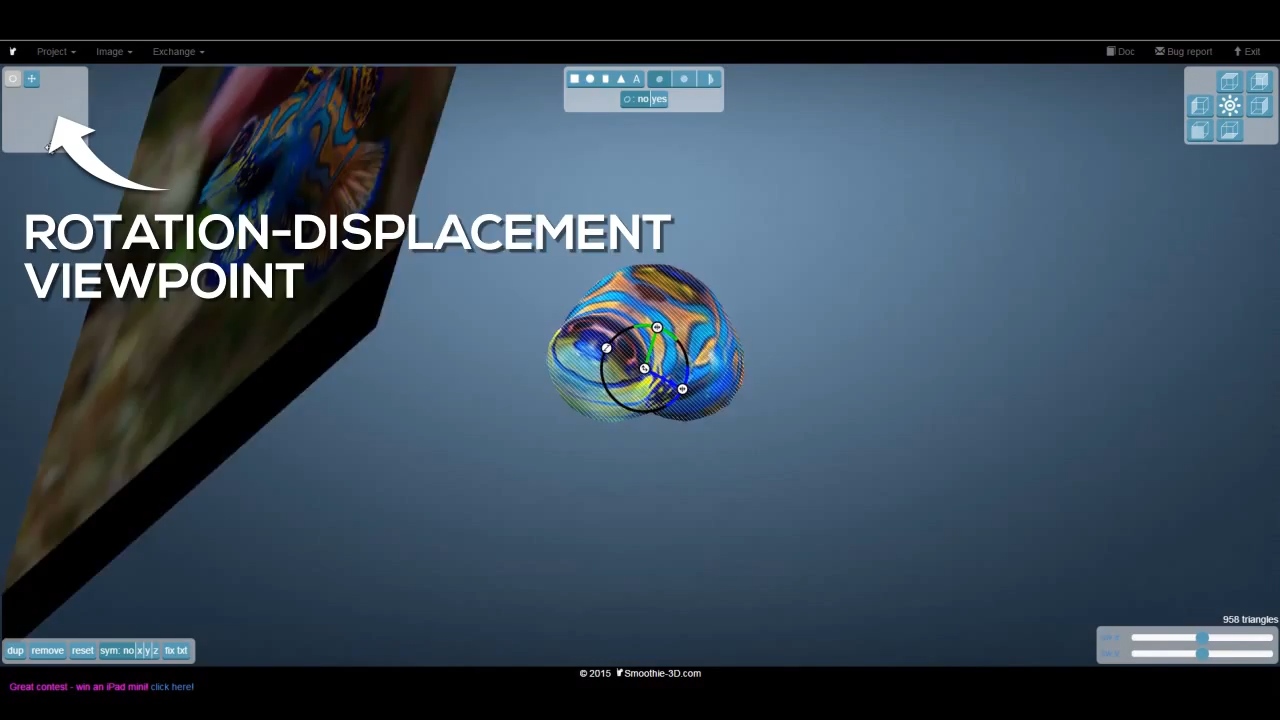 Project
Image
Exchange
Doc
Bug report
Exit
A
: no yes
ROTATION-DISPLACEMENT
VIEWPOINT
958 triangles
dup
remove
reset
sym: no x y z
fix txt
© 2015 Smoothie-3D.com
Great contest - win an iPad mini! click here!